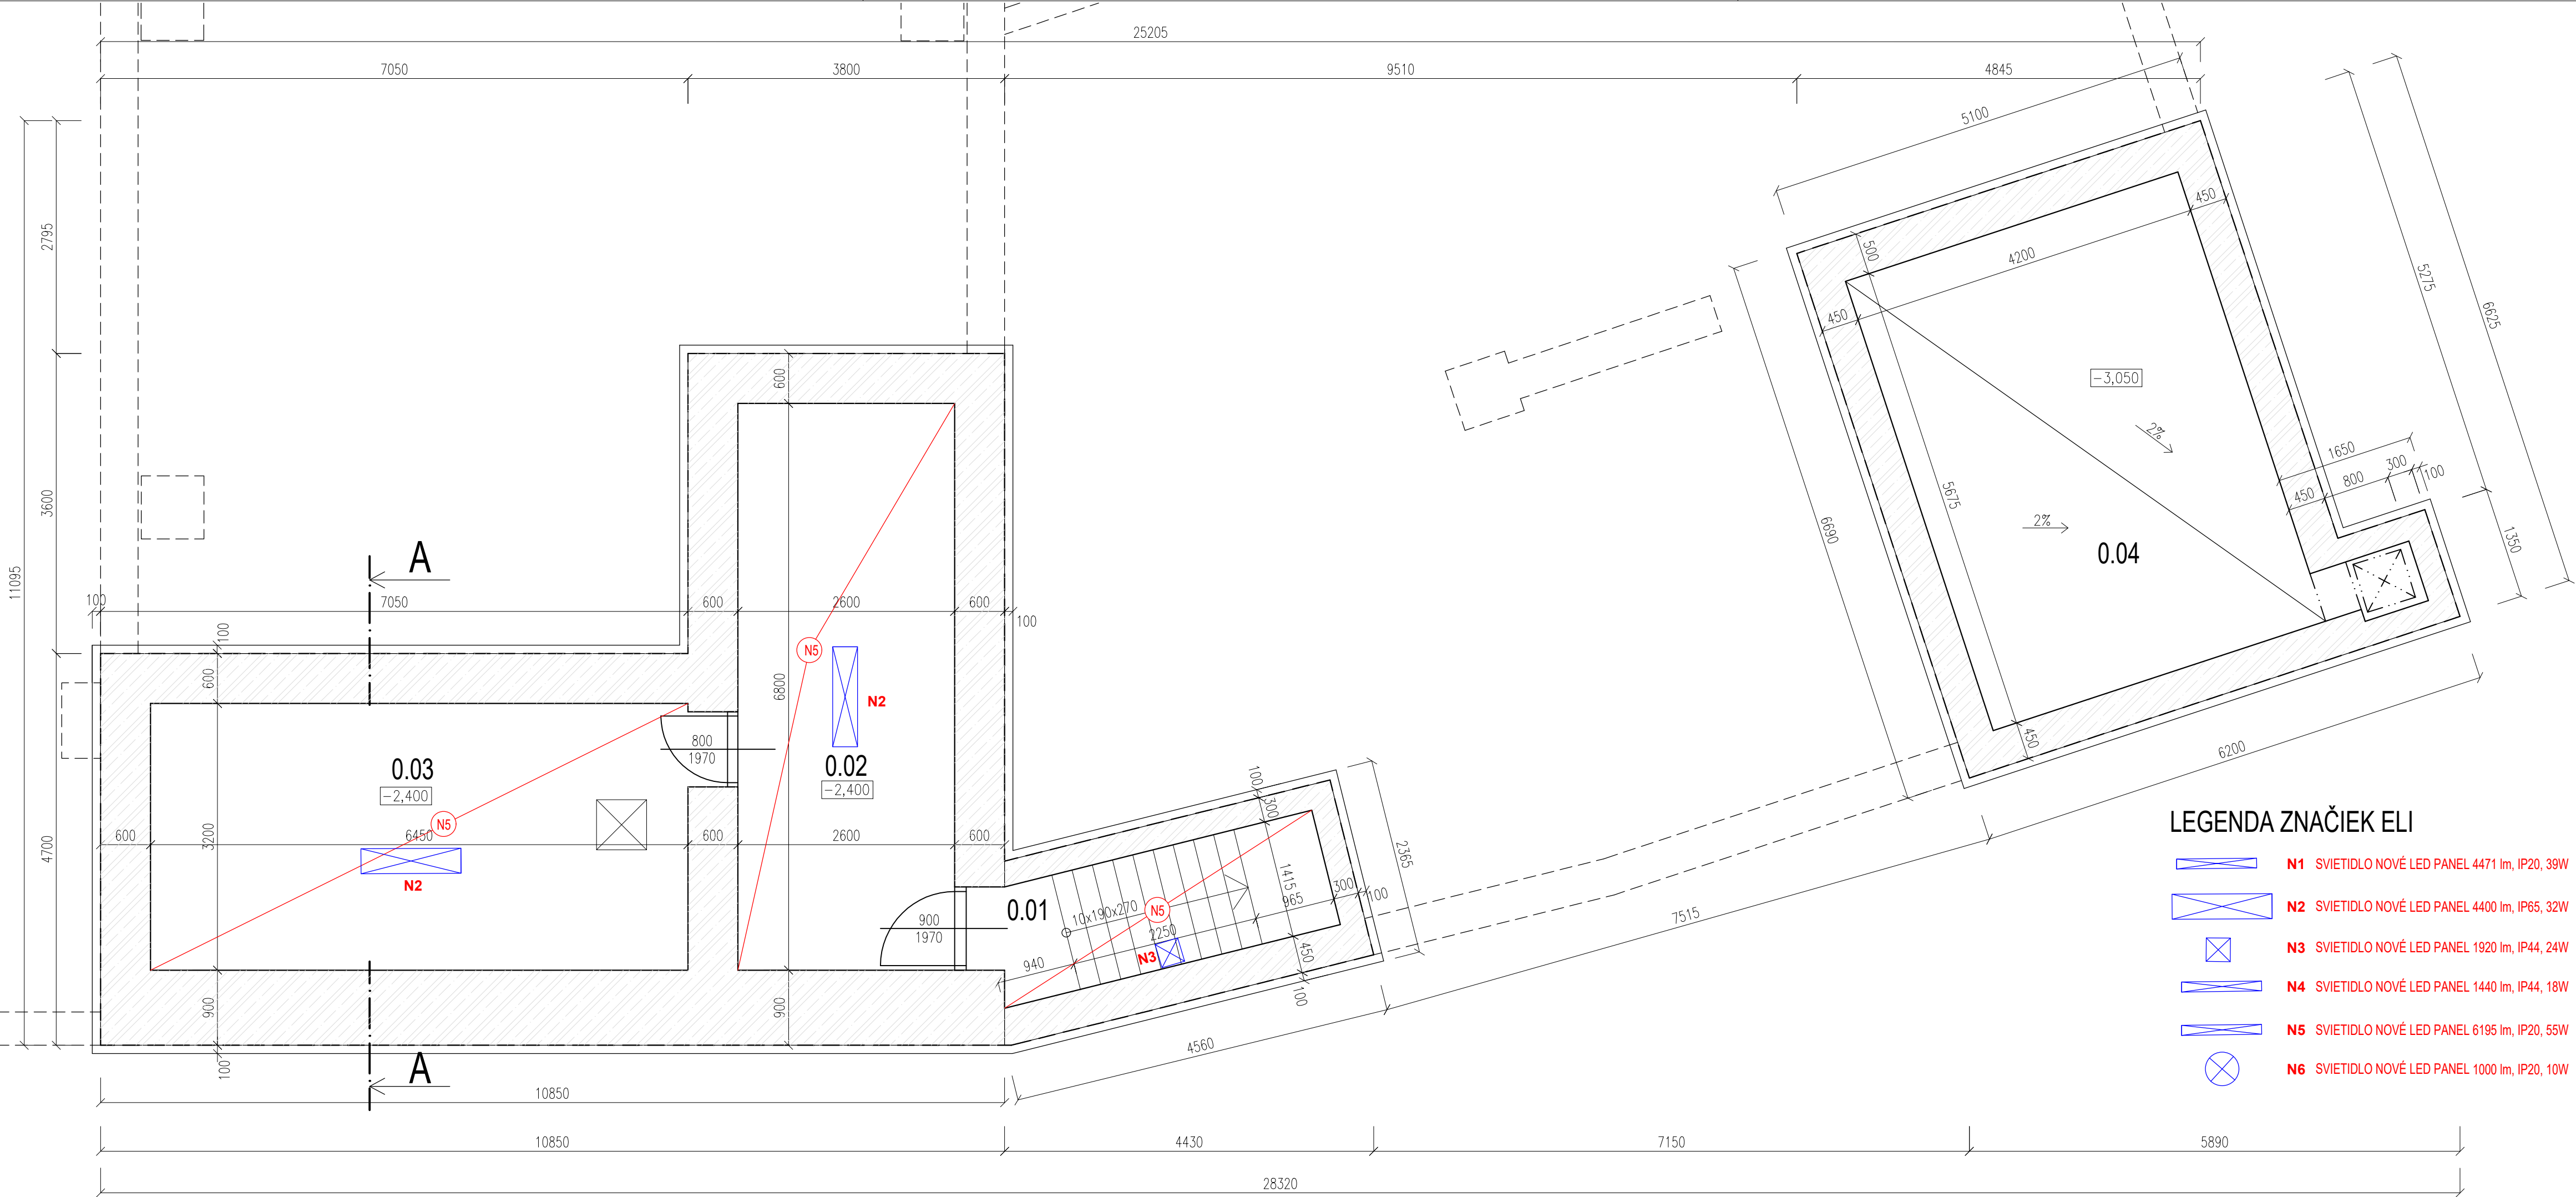 25205
7050 3800 9510 4845
5100
2795
450
500
4200
450
5275
6625
-3,050
2%
600
1650
300
100
800
450
3600
5675
6690
2%
1350
0.04
A
11095
100 7050 600 2600 600
100
100
N5
600
6800
N2
450
6200
800
1970
0.03
-2,400
0.02
-2,400
N5
600 6450 600 2600 600
3200
4700
N2
100
300
2365
1415
300
100
965
0.01
10x190x270
N5
900
1970
2250
N3
940
450
100
7515
900
900
4560
100
A
10850
10850 4430 7150 5890
28320
LEGENDA ZNAČIEK ELI
N1 SVIETIDLO NOVÉ LED PANEL 4471 lm, IP20, 39W
N2 SVIETIDLO NOVÉ LED PANEL 4400 lm, IP65, 32W
N3 SVIETIDLO NOVÉ LED PANEL 1920 lm, IP44, 24W
N4 SVIETIDLO NOVÉ LED PANEL 1440 lm, IP44, 18W
N5 SVIETIDLO NOVÉ LED PANEL 6195 lm, IP20, 55W
N6 SVIETIDLO NOVÉ LED PANEL 1000 lm, IP20, 10W